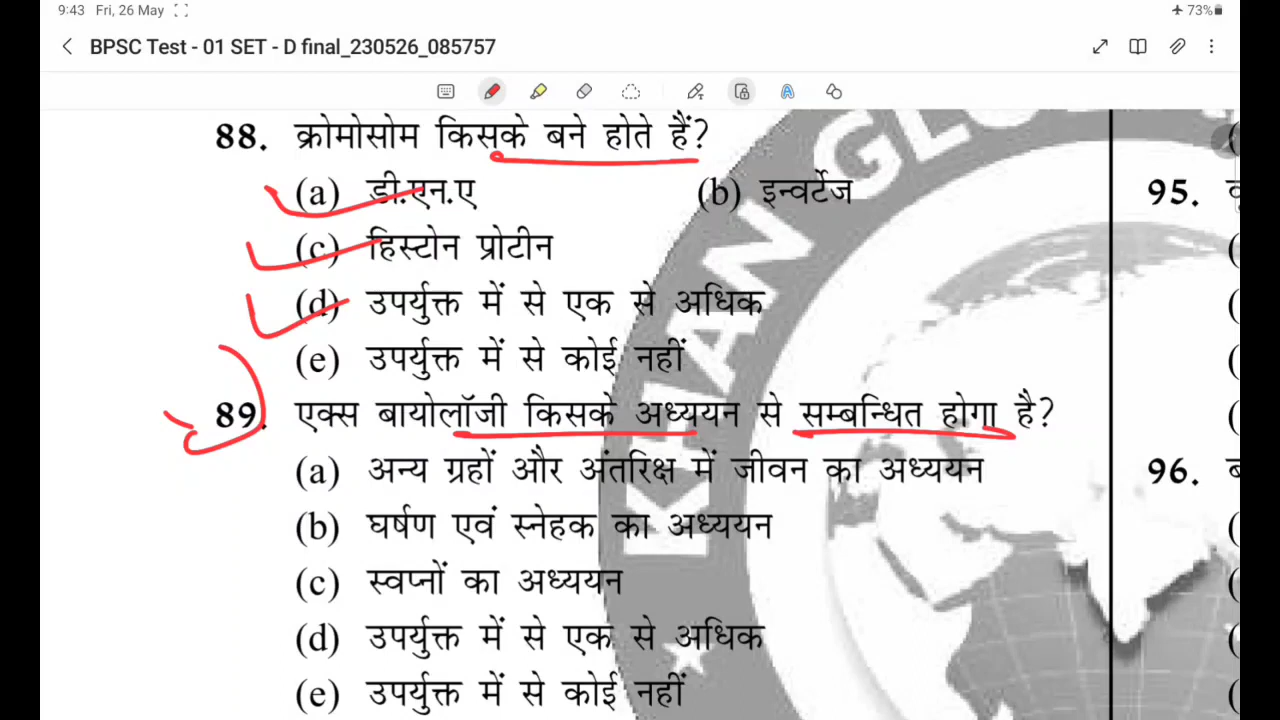 9:43 Fri, 26 May
73%
BPSC Test - 01 SET - D final_230526_085757
88. क्रोमोसोम किसके बने होते हैं?
(a) डी.एन.ए (b) इन्वर्टेज
(c) हिस्टोन प्रोटीन
(d) उपर्युक्त में से एक से अधिक
(e) उपर्युक्त में से कोई नहीं
89. एक्स बायोलॉजी किसके अध्ययन से सम्बन्धित होगा है?
(a) अन्य ग्रहों और अंतरिक्ष में जीवन का अध्ययन
(b) घर्षण एवं स्नेहक का अध्ययन
(c) स्वप्नों का अध्ययन
(d) उपर्युक्त में से एक से अधिक
(e) उपर्युक्त में से कोई नहीं
95.
96.
KHAN